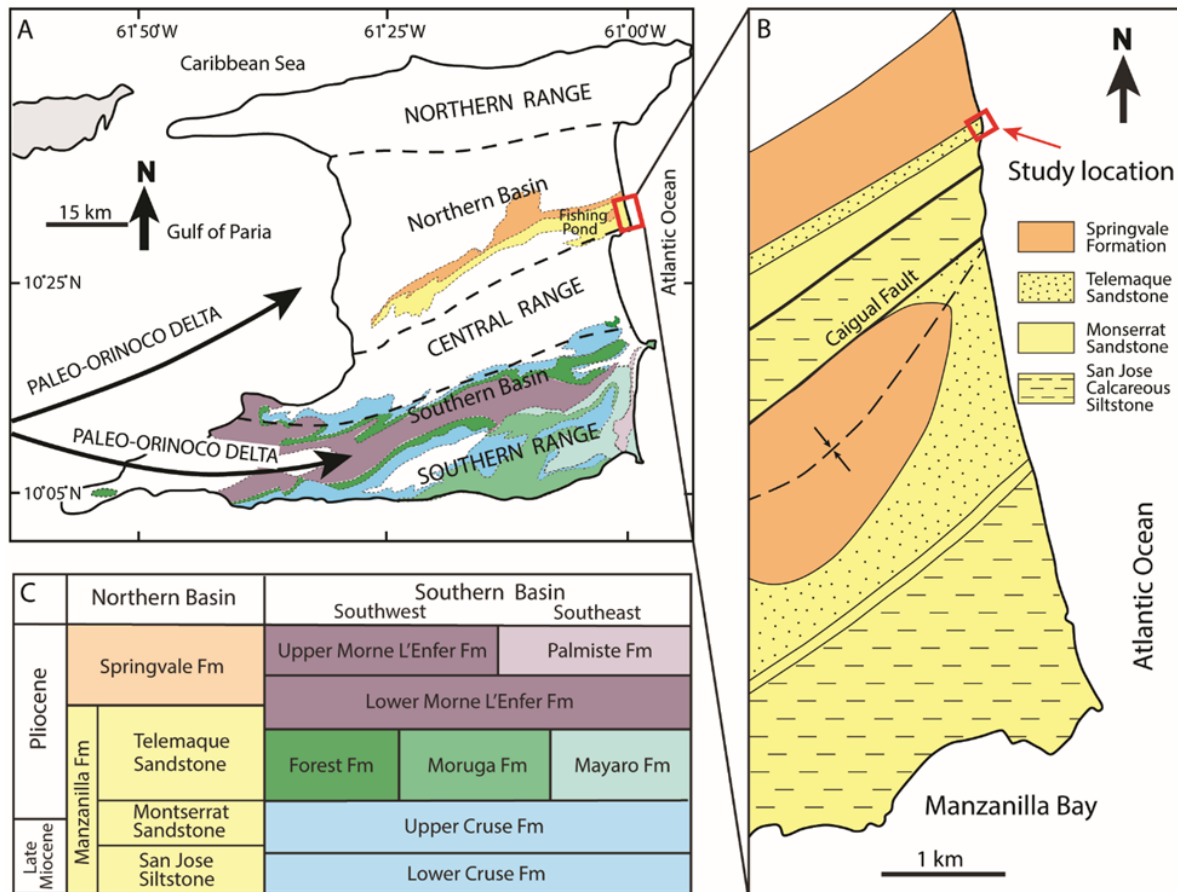 A
61°50'W
61°25'W
61°00'W
Caribbean Sea
NORTHERN RANGE
N
15 km
Gulf of Paria
Northern Basin
Fishing
Pond
Atlantic Ocean
10°25'N
PALEO-ORINOCO DELTA
CENTRAL RANGE
PALEO-ORINOCO DELTA
Southern Basin
SOUTHERN RANGE
10°05'N
B
N
Study location
Springvale
Formation
Telemaque
Sandstone
Monserrat
Sandstone
San Jose
Calcareous
Siltstone
Caigual Fault
Atlantic Ocean
Manzanilla Bay
1 km
C
Northern Basin
Southern Basin
Southwest
Southeast
Pliocene
Late
Miocene
Springvale Fm
Upper Morne L'Enfer Fm
Palmiste Fm
Lower Morne L'Enfer Fm
Manzanilla Fm
Telemaque
Sandstone
Forest Fm
Moruga Fm
Mayaro Fm
Montserrat
Sandstone
Upper Cruse Fm
San Jose
Siltstone
Lower Cruse Fm